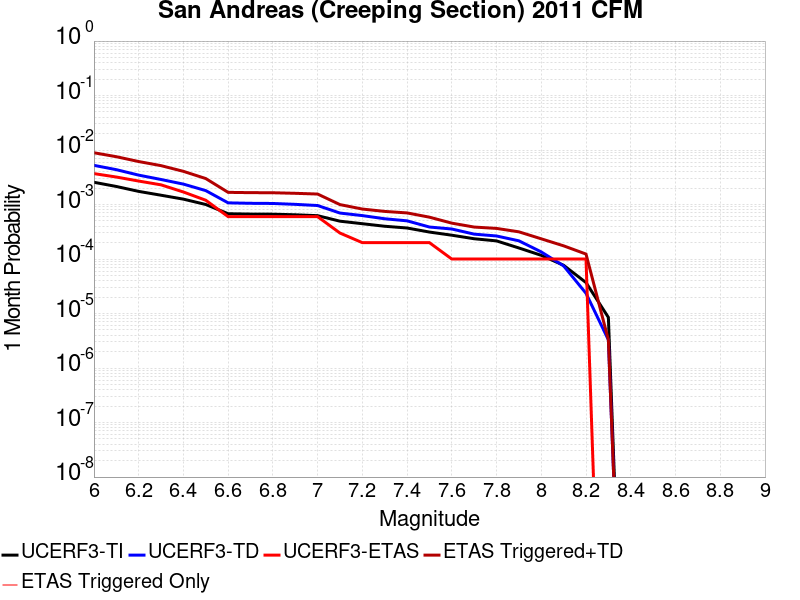 San Andreas (Creeping Section) 2011 CFM
10^0
10^-1
10^-2
10^-3
10^-4
10^-5
10^-6
10^-7
10^-8
1 Month Probability
6 6.2 6.4 6.6 6.8 7 7.2 7.4 7.6 7.8 8 8.2 8.4 8.6 8.8 9
Magnitude
UCERF3-TI UCERF3-TD UCERF3-ETAS ETAS Triggered+TD
ETAS Triggered Only